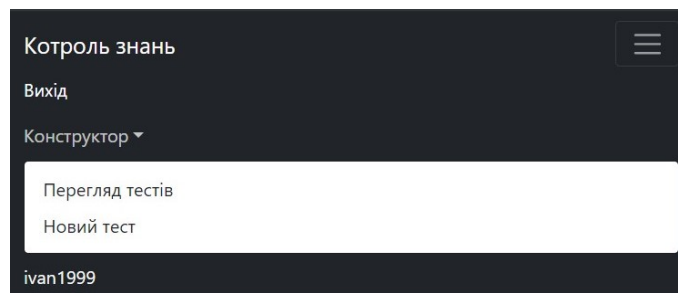 Котроль знань
Вихід
Конструктор
Перегляд тестів
Новий тест
ivan1999